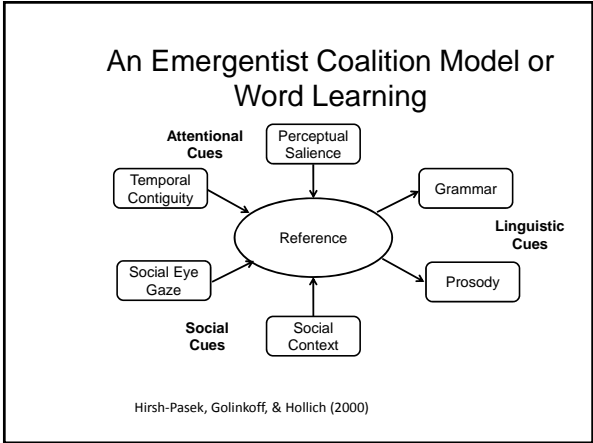 An Emergentist Coalition Model or
Word Learning
Attentional
Cues
Perceptual
Salience
Temporal
Contiguity
Grammar
Linguistic
Cues
Reference
Social Eye
Gaze
Prosody
Social
Cues
Social
Context
Hirsh-Pasek, Golinkoff, & Hollich (2000)